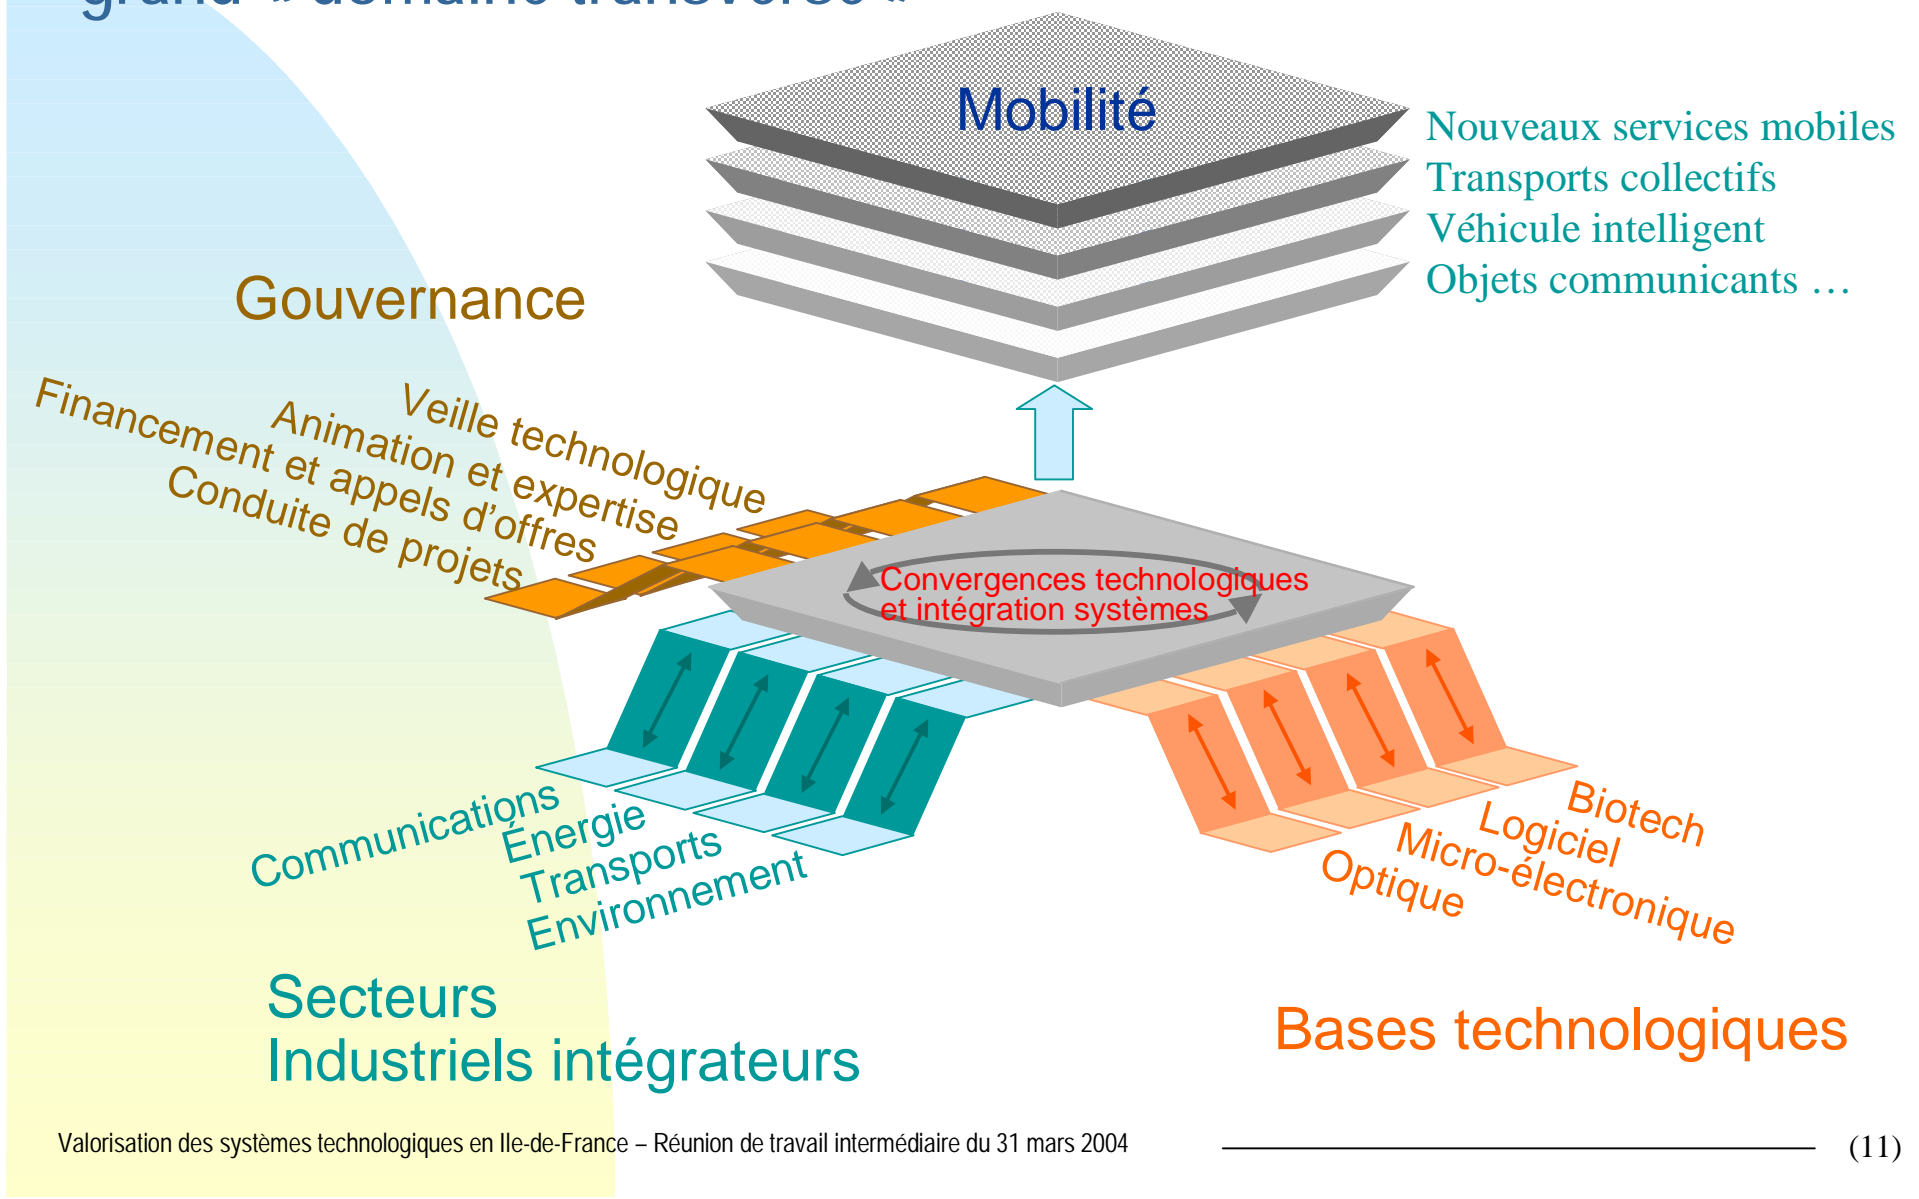 grand « domaine transverse «
Mobilité
Nouveaux services mobiles
Transports collectifs
Véhicule intelligent
Objets communicants …
Gouvernance
Veille technologique
Animation et expertise
Financement et appels d’offres
Conduite de projets
Convergences technologiques
et intégration systèmes
Communications
Énergie
Transports
Environnement
Biotech
Logiciel
Micro-électronique
Optique
Secteurs
Industriels intégrateurs
Bases technologiques
Valorisation des systèmes technologiques en Ile-de-France – Réunion de travail intermédiaire du 31 mars 2004
(11)